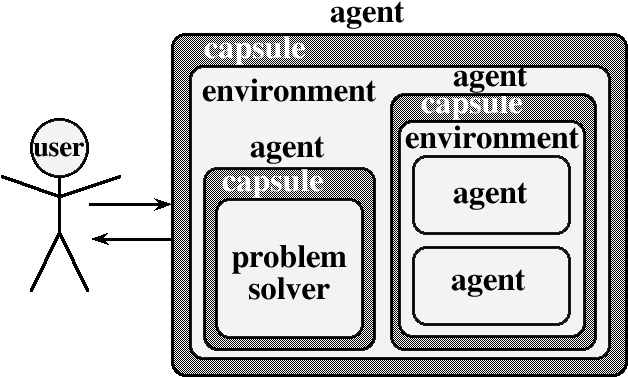 agent
capsule
environment
agent
capsule
environment
agent
agent
agent
capsule
problem
solver
user